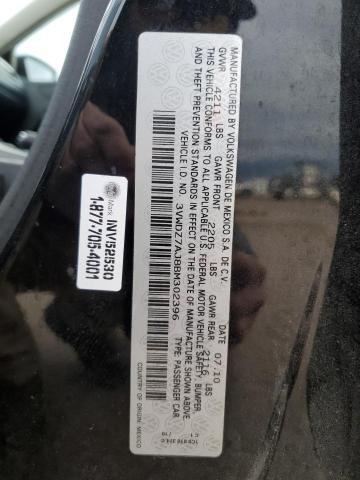 MANUFACTURED BY VOLKSWAGEN DE MEXICO S.A. DE C.V.
DATE 07.10
GVWR 4211 LBS GAWR FRONT 2205 LBS GAWR REAR 2116 LBS
THIS VEHICLE CONFORMS TO ALL APPLICABLE U.S. FEDERAL MOTOR VEHICLE SAFETY, BUMPER,
AND THEFT PREVENTION STANDARDS IN EFFECT ON THE DATE OF MANUFACTURE SHOWN ABOVE.
VEHICLE I.D. NO.: 3VWDZ7AJ8BM302396 TYPE: PASSENGER CAR
COUNTRY OF ORIGIN: MEXICO
Mark
INV52530
1-877-705-4001